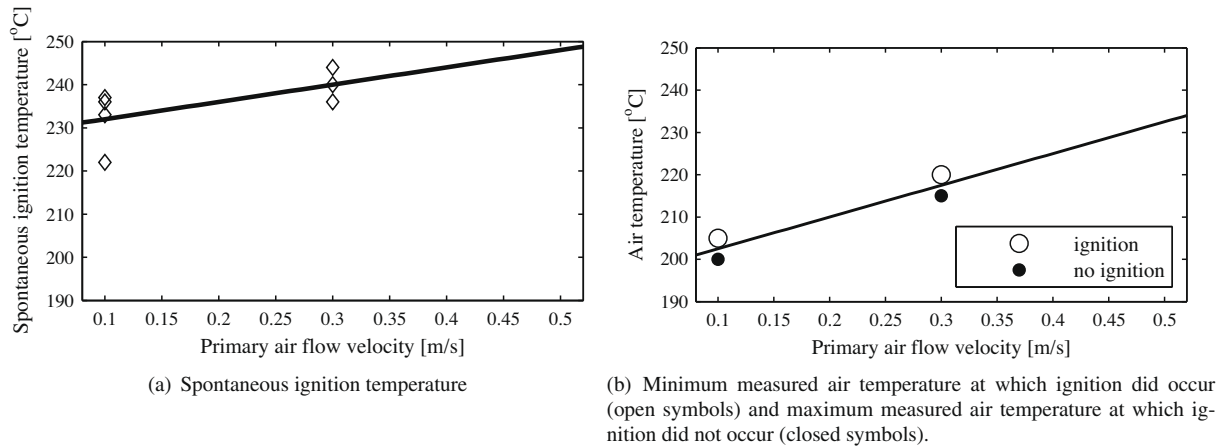 Spontaneous ignition temperature [°C]
250
240
230
220
210
200
190
0.1 0.15 0.2 0.25 0.3 0.35 0.4 0.45 0.5
Primary air flow velocity [m/s]
(a) Spontaneous ignition temperature
Air temperature [°C]
250
240
230
220
210
200
190
ignition
no ignition
0.1 0.15 0.2 0.25 0.3 0.35 0.4 0.45 0.5
Primary air flow velocity [m/s]
(b) Minimum measured air temperature at which ignition did occur
(open symbols) and maximum measured air temperature at which ig-
nition did not occur (closed symbols).